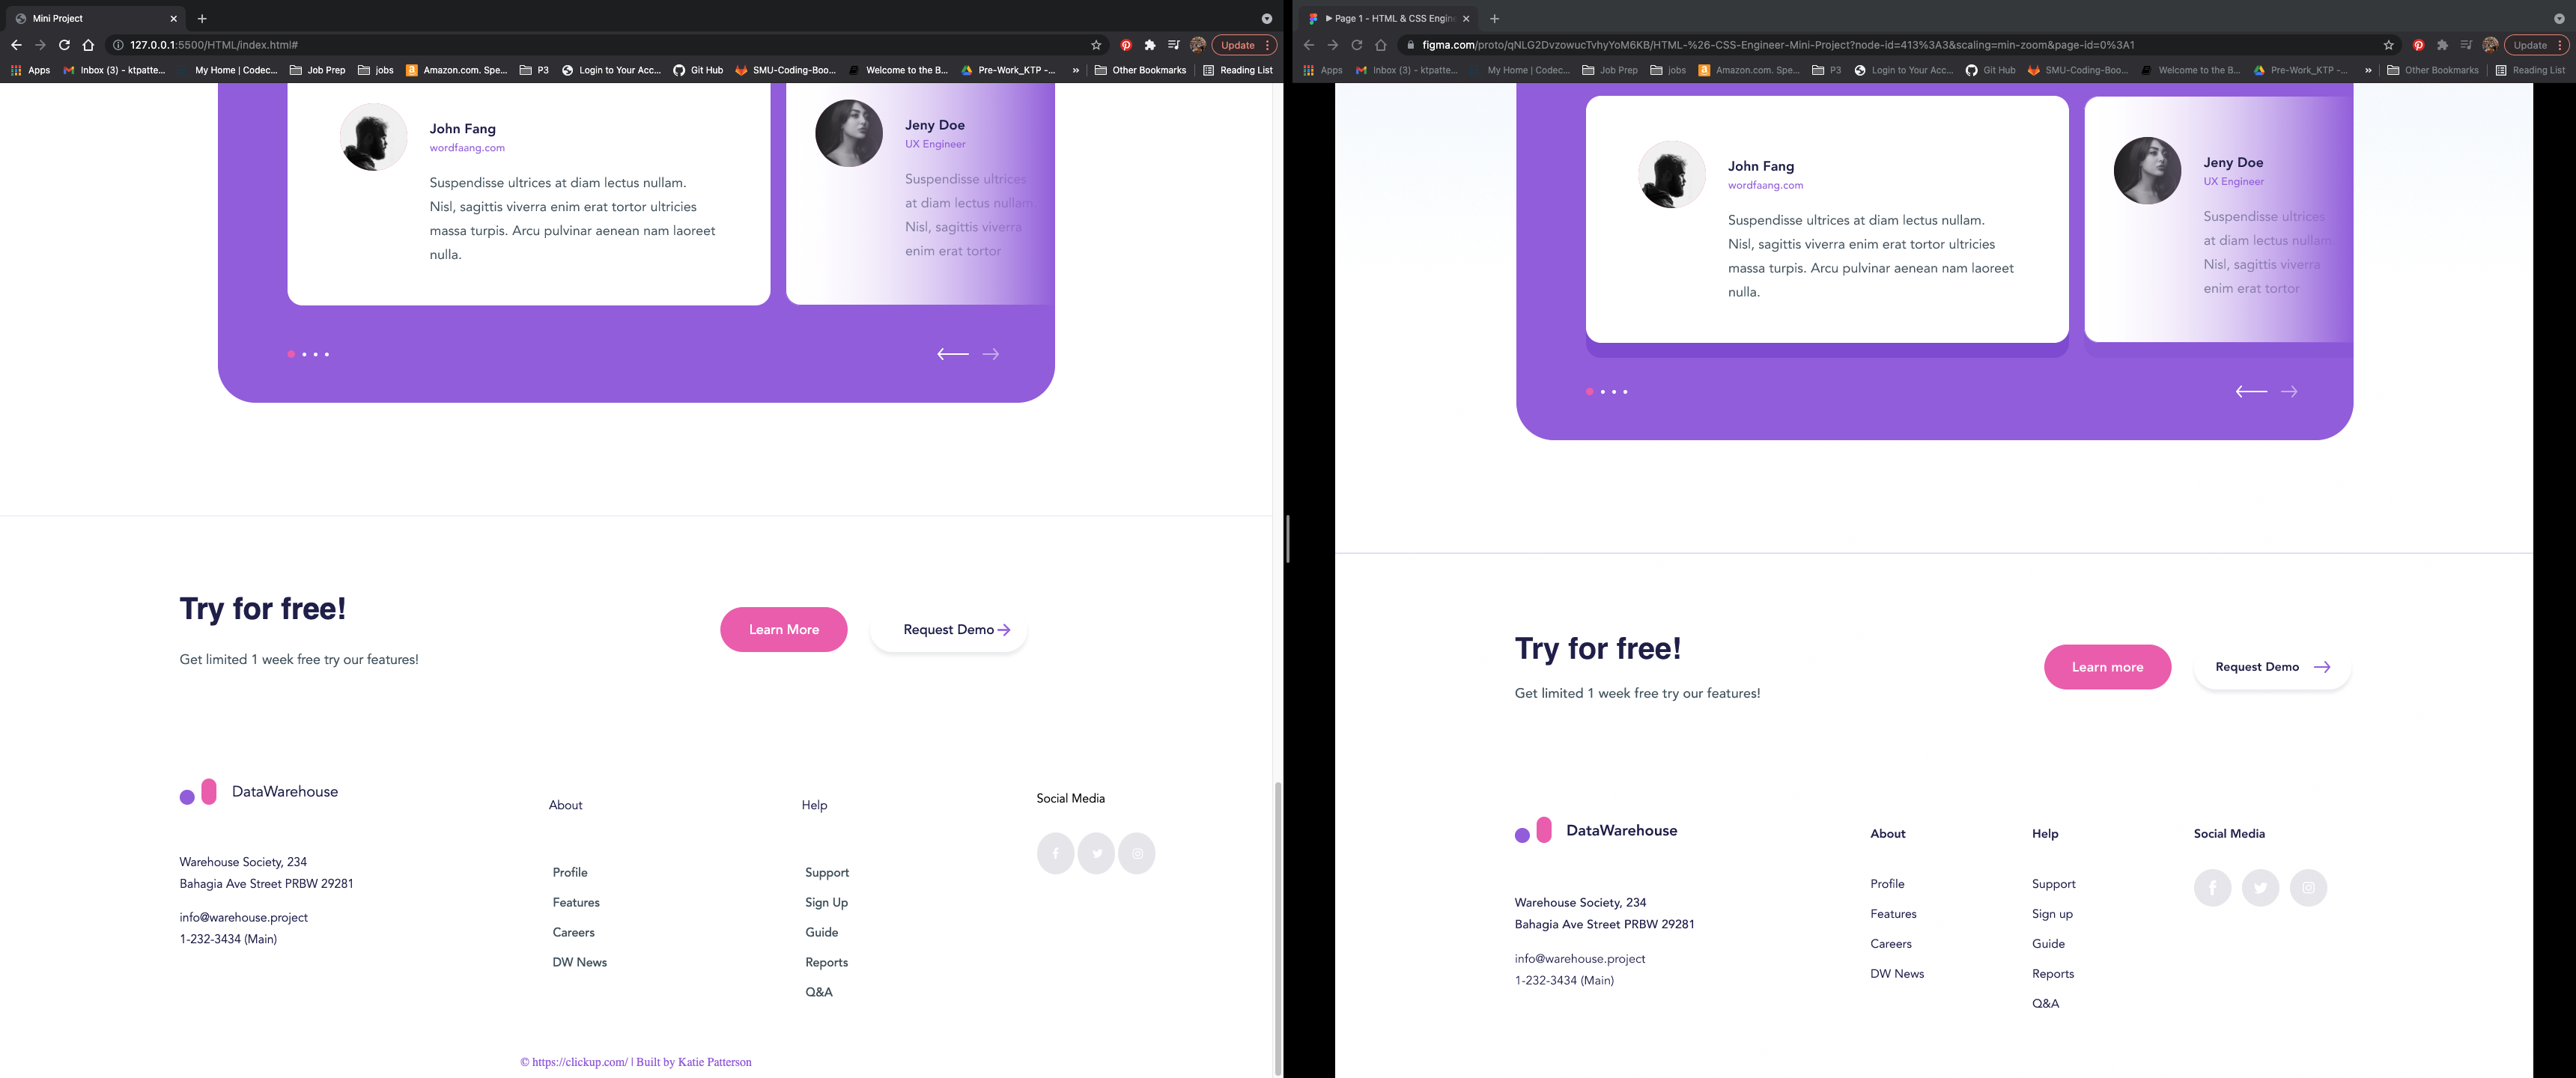 Mini Project
127.0.0.1:5500/HTML/index.html#
Update
Apps
Inbox (3) - ktpatte...
My Home | Codec...
Job Prep
jobs
Amazon.com. Spe...
P3
Login to Your Acc...
Git Hub
SMU-Coding-Boo...
Welcome to the B...
Pre-Work_KTP -...
»
Other Bookmarks
Reading List
John Fang
wordfaang.com
Suspendisse ultrices at diam lectus nullam.
Nisl, sagittis viverra enim erat tortor ultricies
massa turpis. Arcu pulvinar aenean nam laoreet
nulla.
Jeny Doe
UX Engineer
Suspendisse ultrices
at diam lectus nullam.
Nisl, sagittis viverra
enim erat tortor
Try for free!
Get limited 1 week free try our features!
Learn More
Request Demo
DataWarehouse
Warehouse Society, 234
Bahagia Ave Street PRBW 29281
info@warehouse.project
1-232-3434 (Main)
About
Profile
Features
Careers
DW News
Help
Support
Sign Up
Guide
Reports
Q&A
Social Media
© https://clickup.com/ | Built by Katie Patterson
Page 1 - HTML & CSS Engin
figma.com/proto/qNLG2DvzowucTvhyYoM6KB/HTML-%26-CSS-Engineer-Mini-Project?node-id=413%3A3&scaling=min-zoom&page-id=0%3A1
Update
Apps
Inbox (3) - ktpatte...
My Home | Codec...
Job Prep
jobs
Amazon.com. Spe...
P3
Login to Your Acc...
Git Hub
SMU-Coding-Boo...
Welcome to the B...
Pre-Work_KTP -...
»
Other Bookmarks
Reading List
John Fang
wordfaang.com
Suspendisse ultrices at diam lectus nullam.
Nisl, sagittis viverra enim erat tortor ultricies
massa turpis. Arcu pulvinar aenean nam laoreet
nulla.
Jeny Doe
UX Engineer
Suspendisse ultrices
at diam lectus nullam.
Nisl, sagittis viverra
enim erat tortor
Try for free!
Get limited 1 week free try our features!
Learn more
Request Demo
DataWarehouse
Warehouse Society, 234
Bahagia Ave Street PRBW 29281
info@warehouse.project
1-232-3434 (Main)
About
Profile
Features
Careers
DW News
Help
Support
Sign up
Guide
Reports
Q&A
Social Media